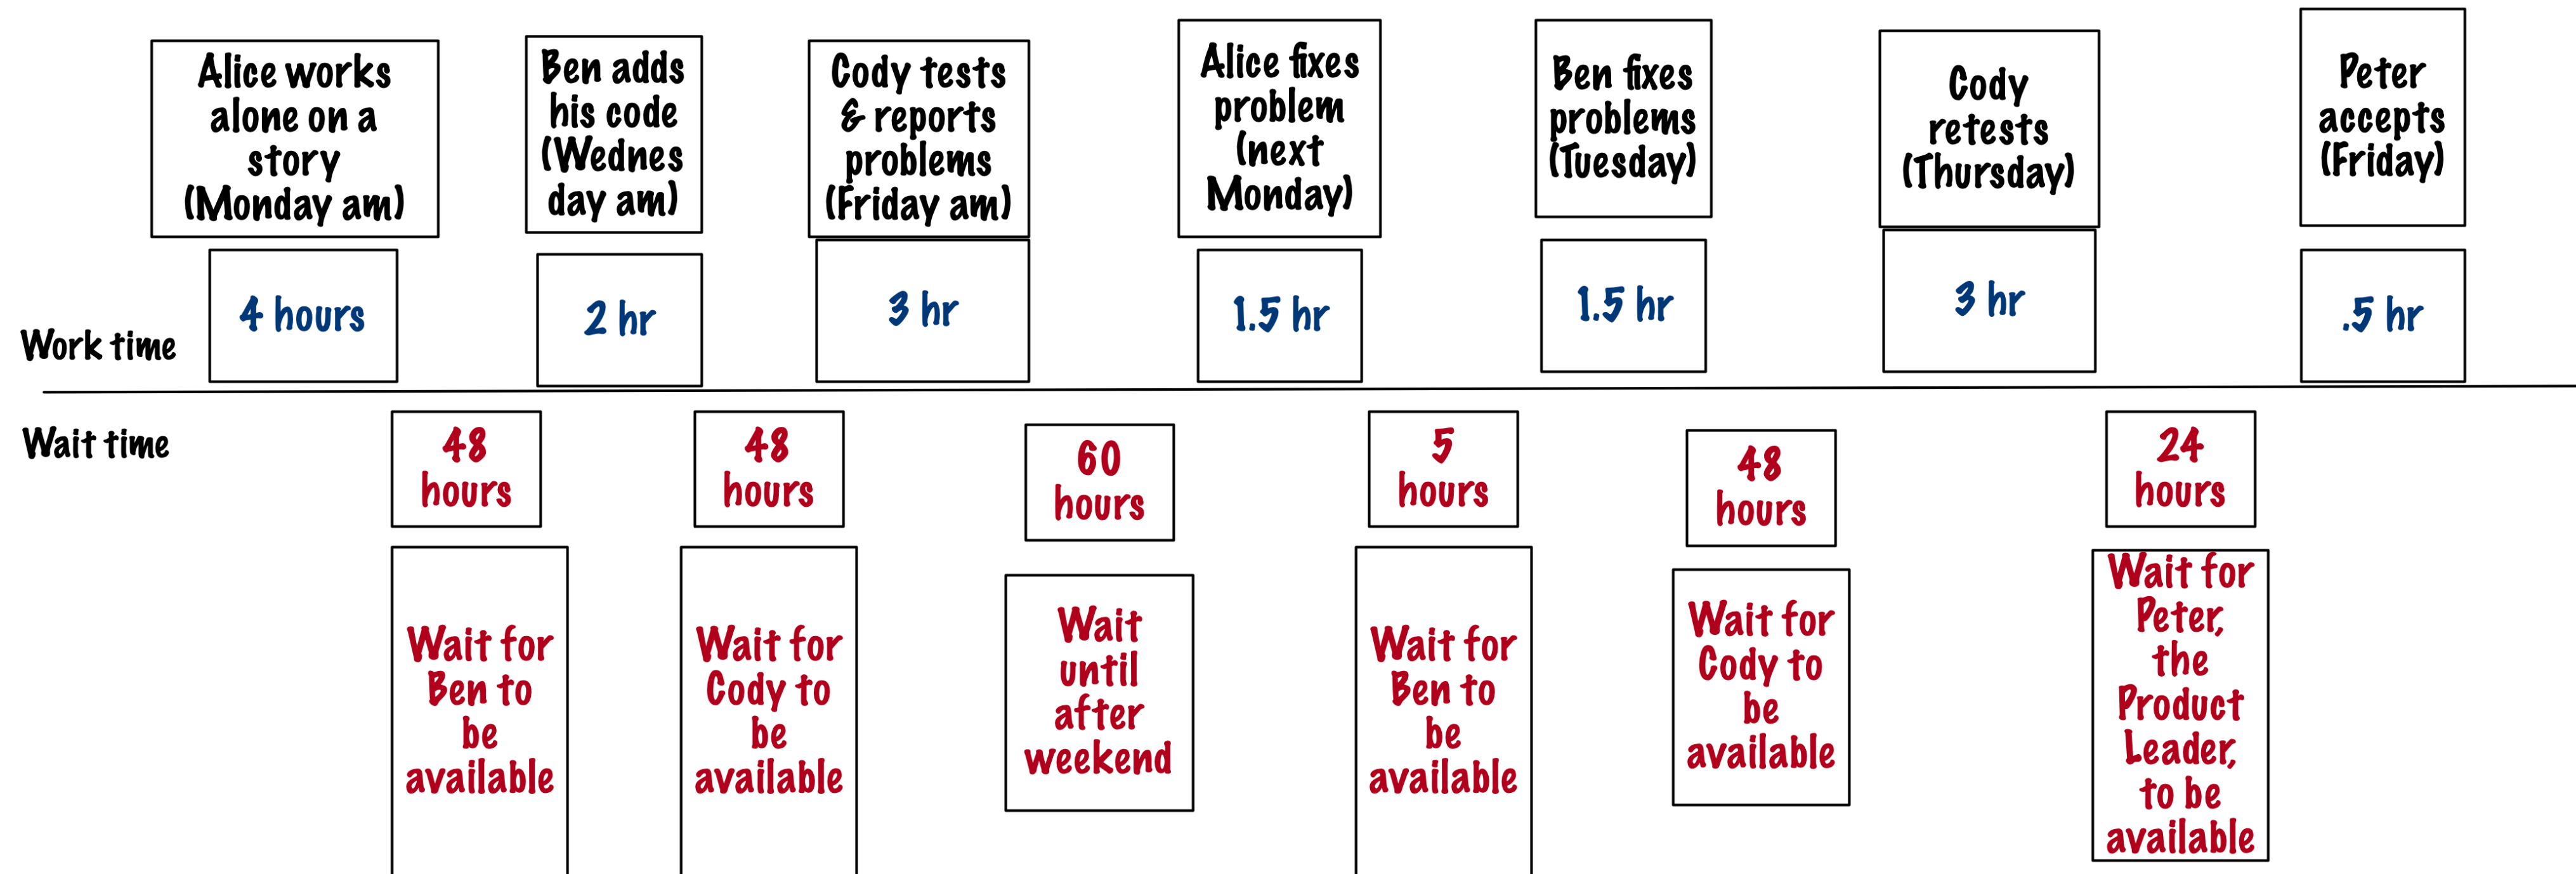 Alice works
alone on a
story
(Monday am)
Ben adds
his code
(Wednes
day am)
Cody tests
& reports
problems
(Friday am)
Alice fixes
problem
(next
Monday)
Ben fixes
problems
(Tuesday)
Cody
retests
(Thursday)
Peter
accepts
(Friday)
Work time
4 hours
2 hr
3 hr
1.5 hr
1.5 hr
3 hr
.5 hr
Wait time
48
hours
48
hours
60
hours
5
hours
48
hours
24
hours
Wait for
Ben to
be
available
Wait for
Cody to
be
available
Wait
until
after
weekend
Wait for
Ben to
be
available
Wait for
Cody to
be
available
Wait for
Peter,
the
Product
Leader,
to be
available